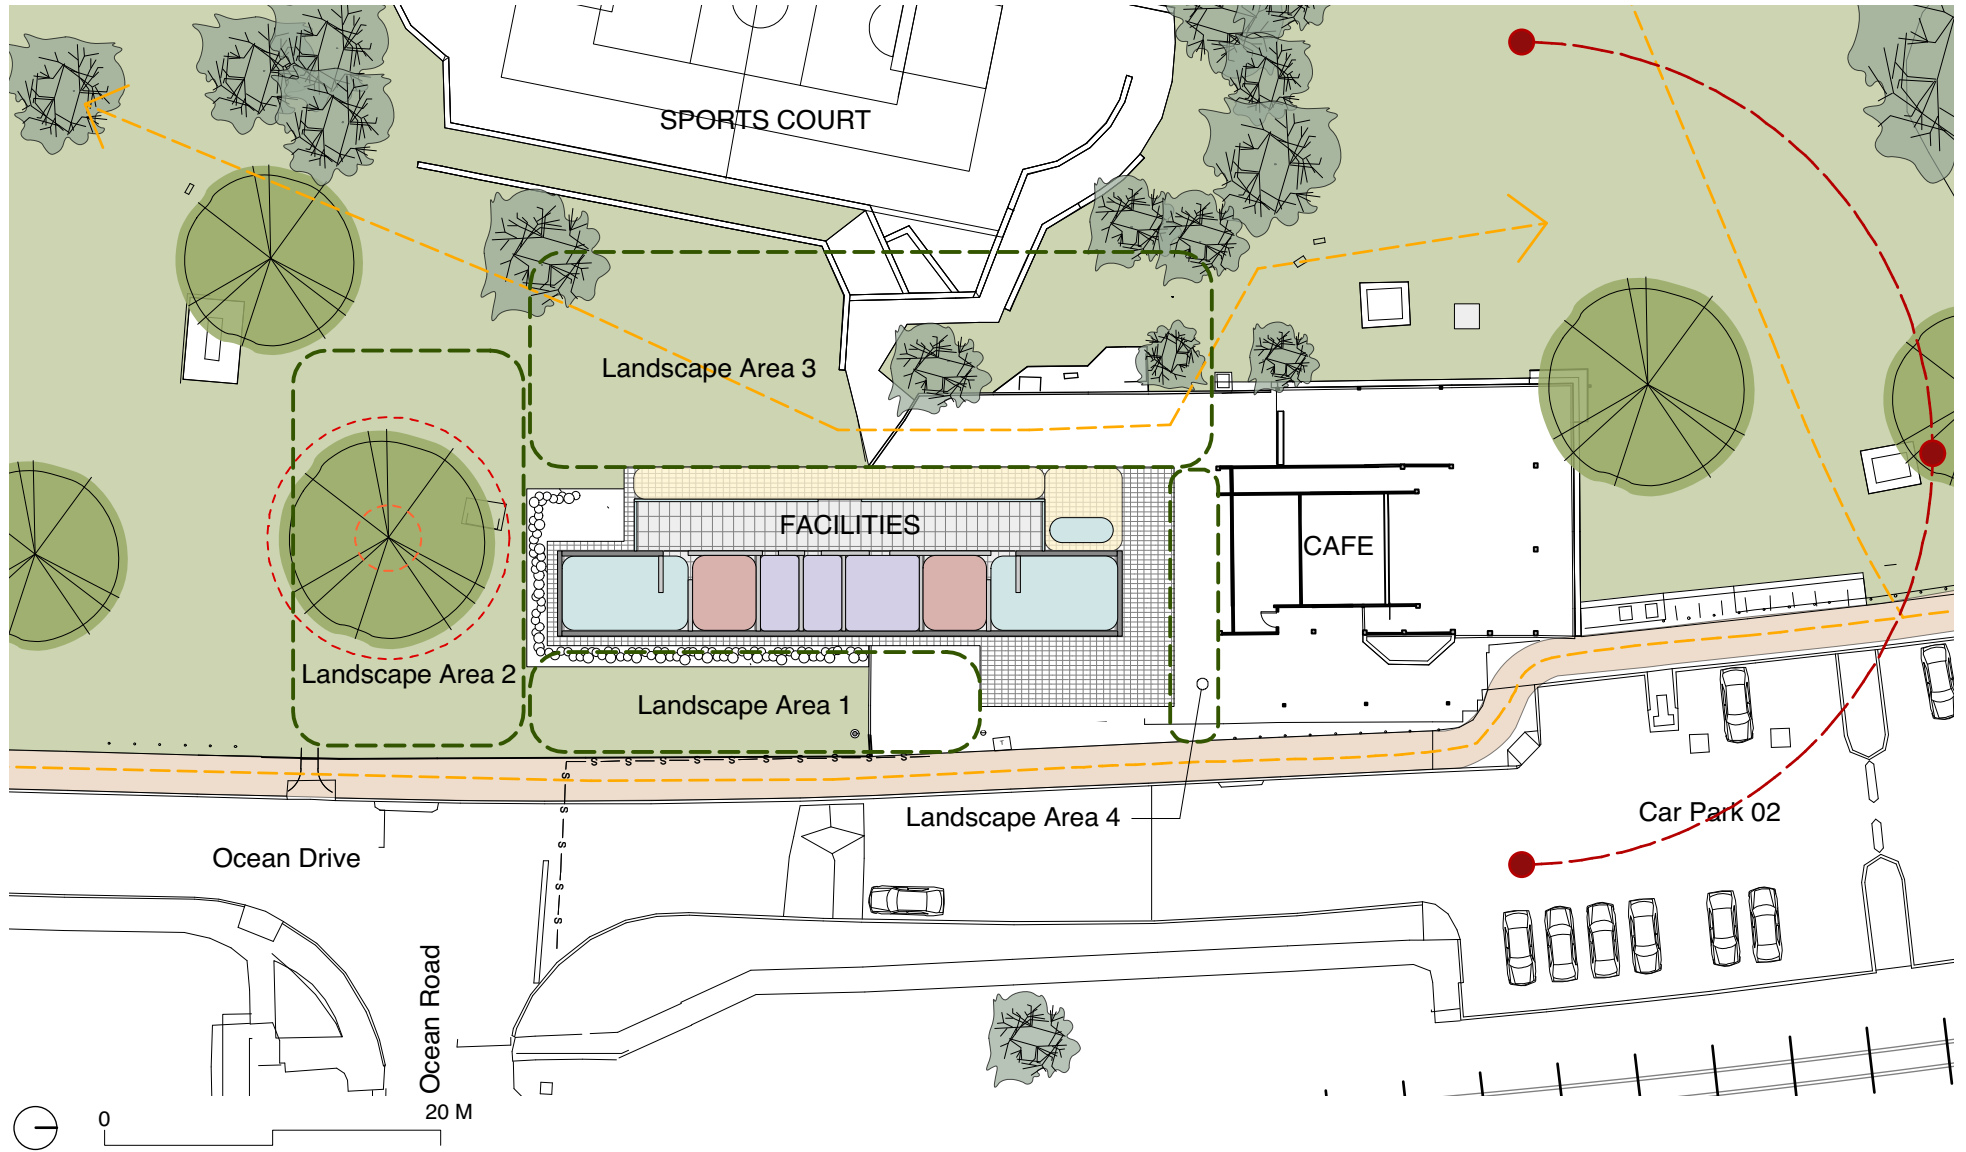 SPORTS COURT
Landscape Area 3
FACILITIES
CAFE
Landscape Area 2
Landscape Area 1
Landscape Area 4
Car Park 02
Ocean Drive
Ocean Road
0
20 M